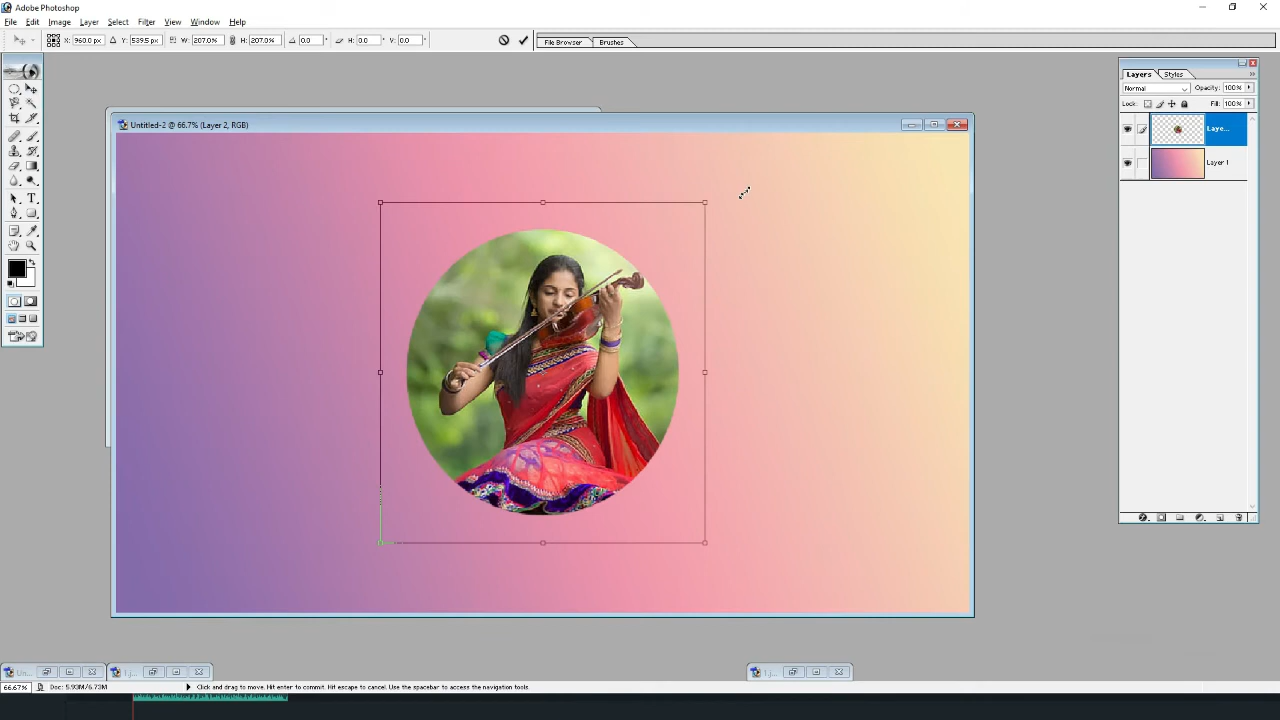 Adobe Photoshop
File Edit Image Layer Select Filter Window Help
X: 960.0 px Y: 539.5 px W: 207.0% H: 207.0% 0.0 ° H: 0.0 ° V: 0.0 °
File Browser Brushes
Layers Styles
Normal Opacity: 100%
Lock: Fill: 100%
Untitled-2 @ 66.7% (Layer 2, RGB)
Laye...
Layer 1
66.67% Doc: 5.93M/6.73M Click and drag to move. Hit enter to commit. Hit escape to cancel. Use the spacebar to access the navigation tools.